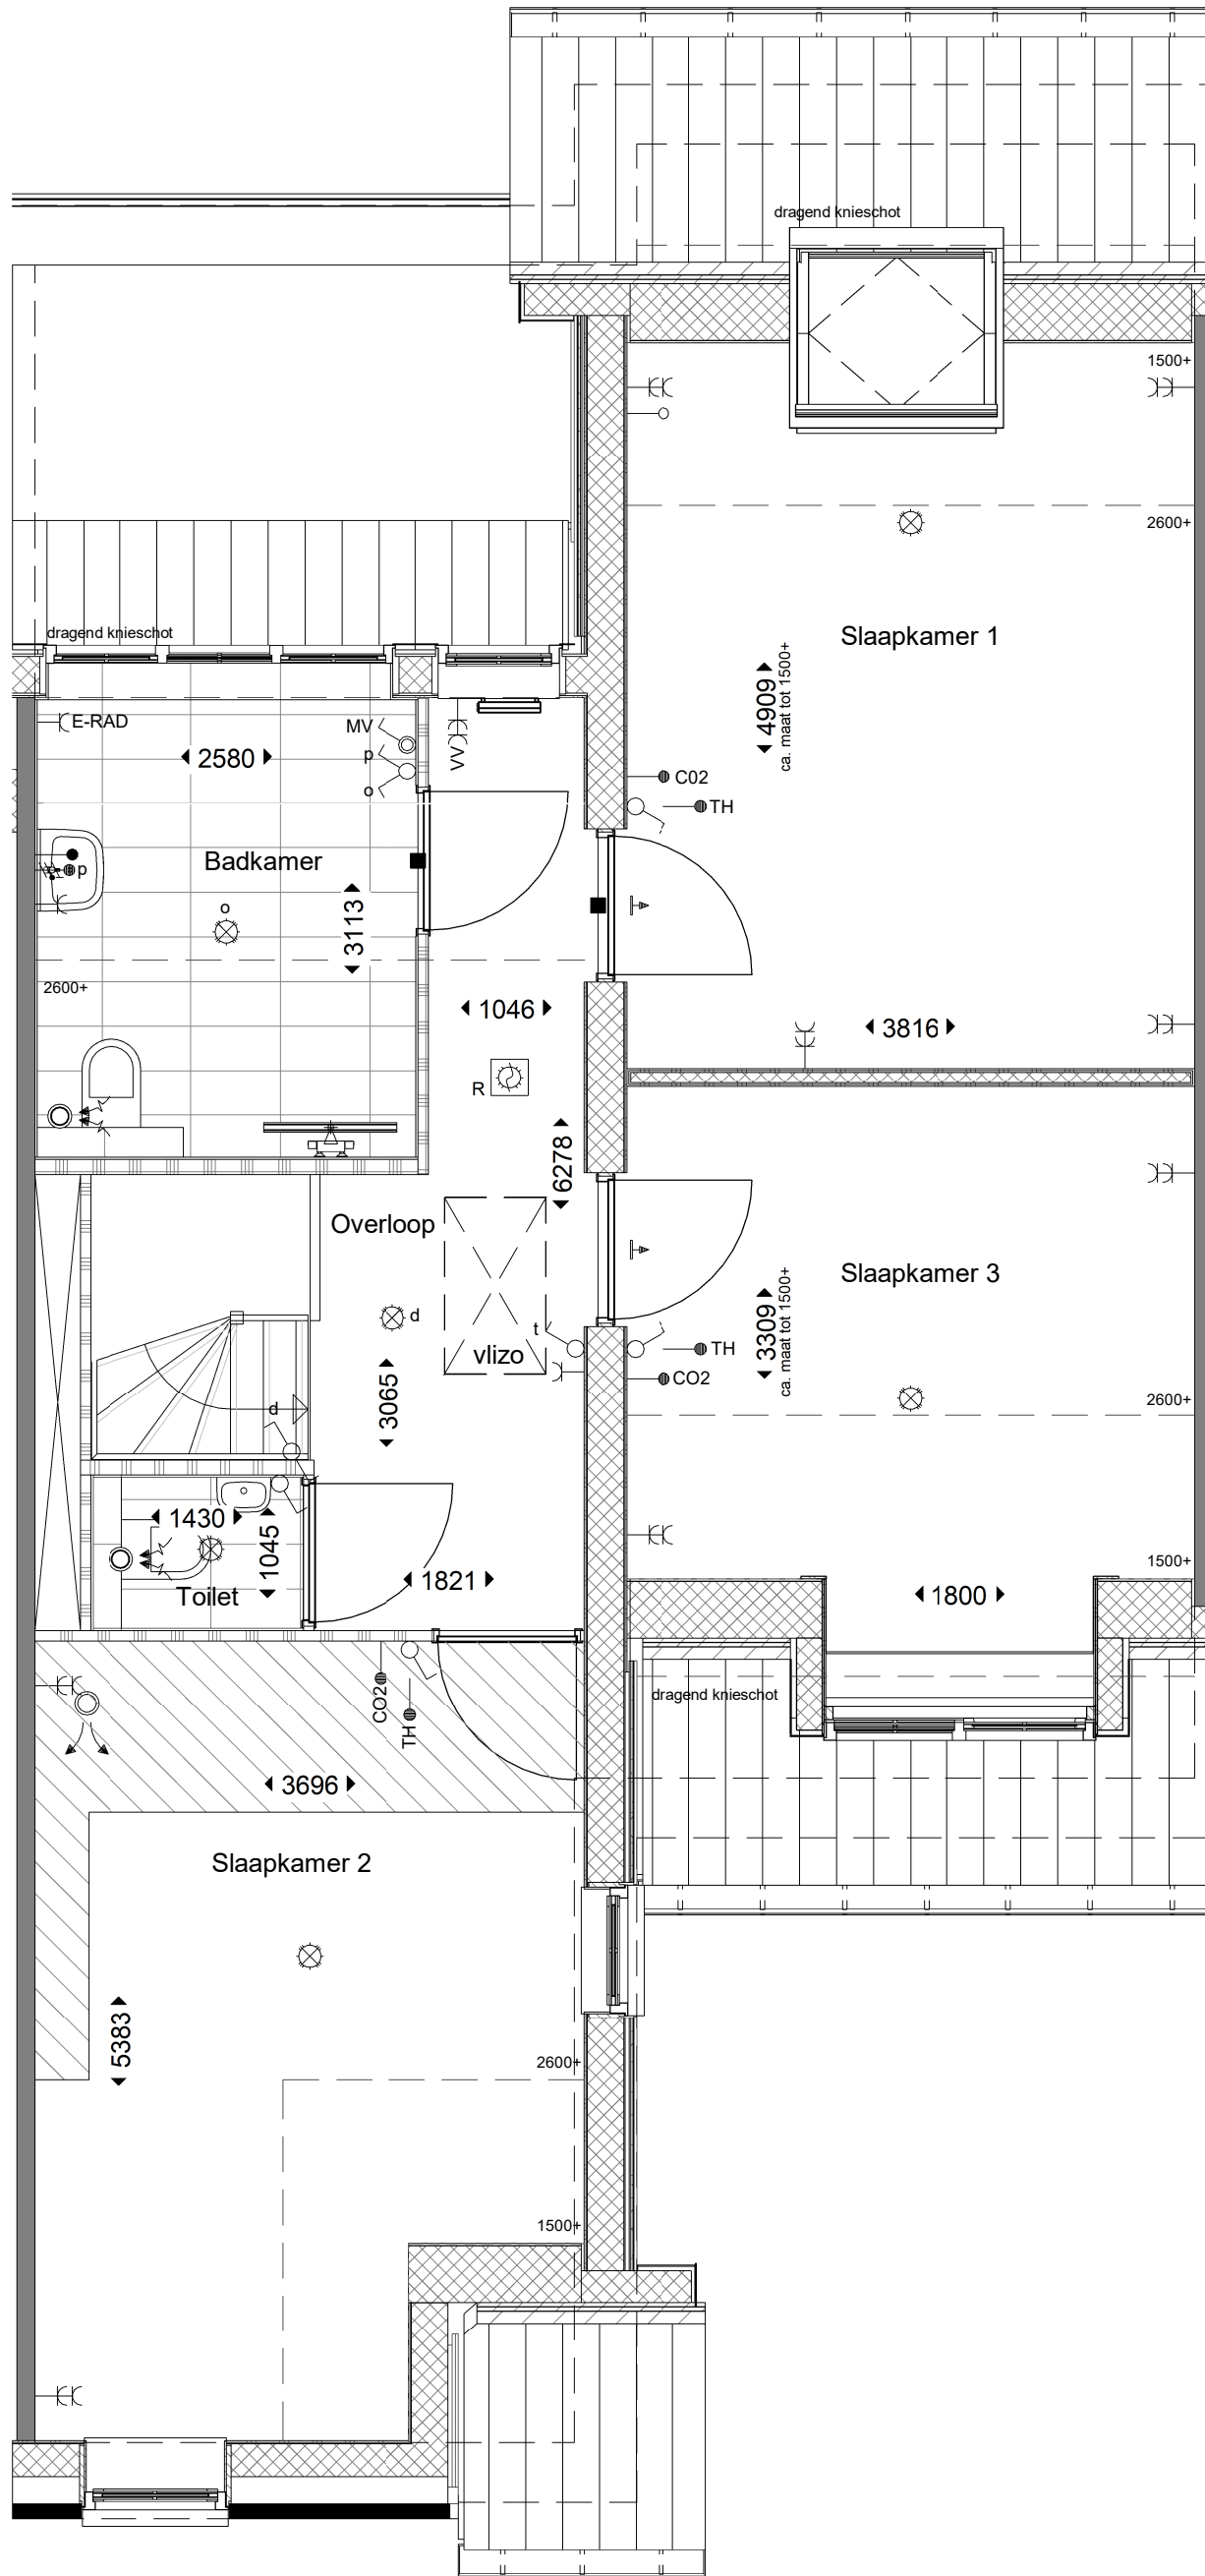 dragend knieschot
1500+
2600+
Slaapkamer 1
dragend knieschot
4909
ca. maat tot 1500+
E-RAD
MV
p
o
VV
2580
C02
TH
Badkamer
p
o
3113
2600+
1046
3816
R
6278
Overloop
Slaapkamer 3
d
t
vlizo
3309
ca. maat tot 1500+
TH
CO2
3065
2600+
d
1430
1045
Toilet
1821
1500+
1800
CO2
TH
dragend knieschot
3696
Slaapkamer 2
5383
2600+
1500+